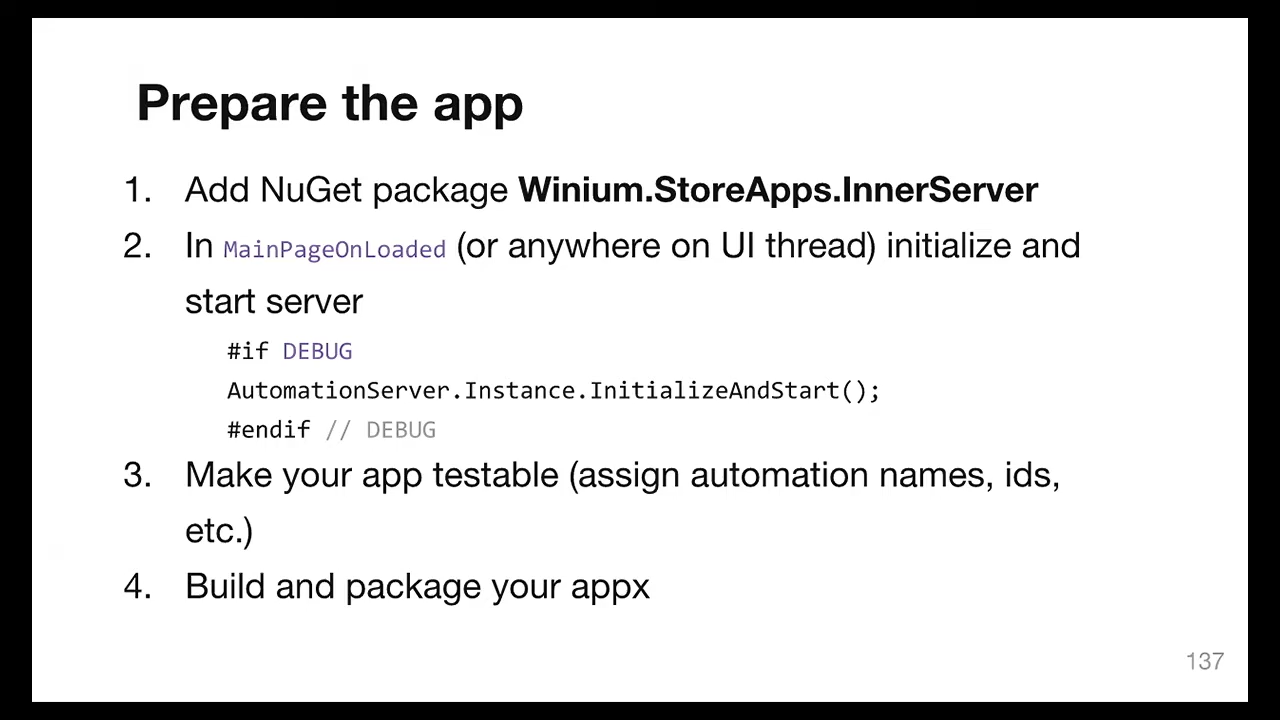 Prepare the app
1. Add NuGet package Winium.StoreApps.InnerServer
2. In MainPageOnLoaded (or anywhere on UI thread) initialize and
start server
#if DEBUG
AutomationServer.Instance.InitializeAndStart();
#endif // DEBUG
3. Make your app testable (assign automation names, ids,
etc.)
4. Build and package your appx
137